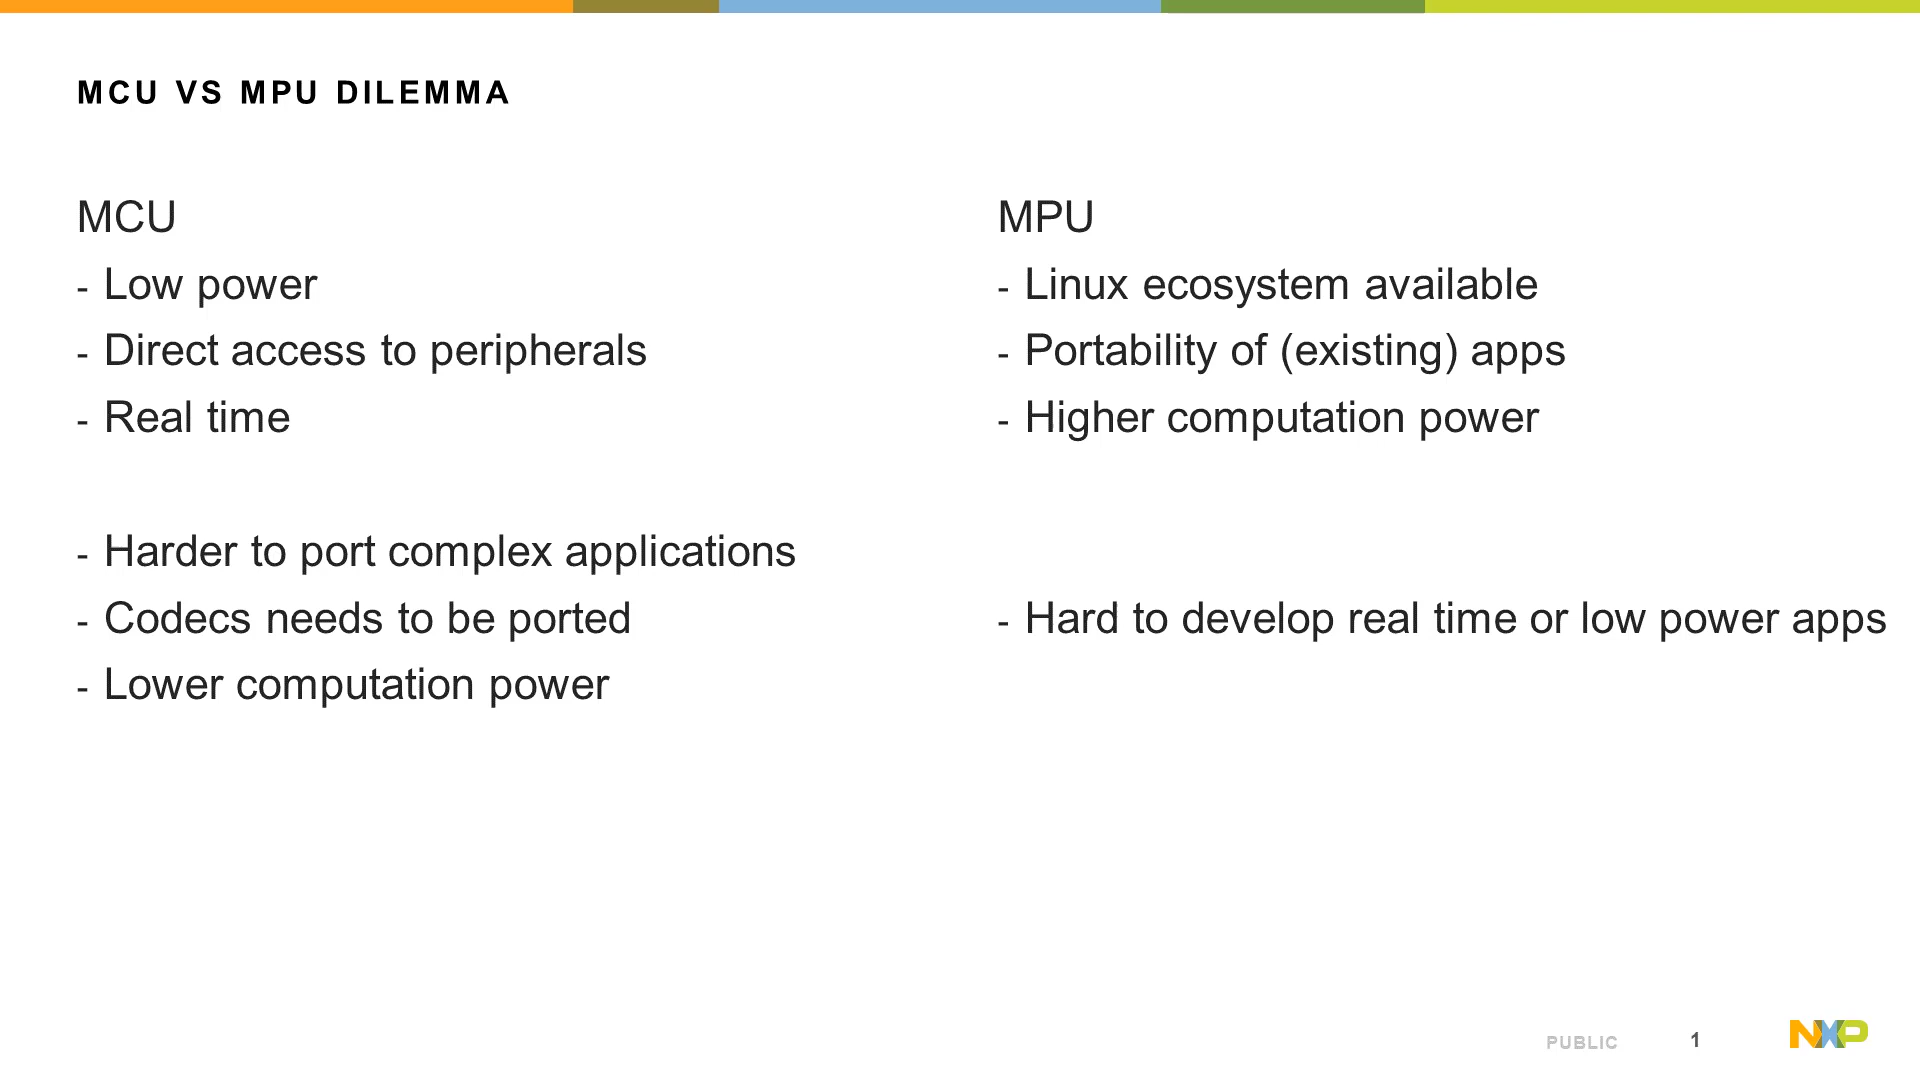 MCU VS MPU DILEMMA
MCU
- Low power
- Direct access to peripherals
- Real time
- Harder to port complex applications
- Codecs needs to be ported
- Lower computation power
MPU
- Linux ecosystem available
- Portability of (existing) apps
- Higher computation power
- Hard to develop real time or low power apps
PUBLIC
1
NXP